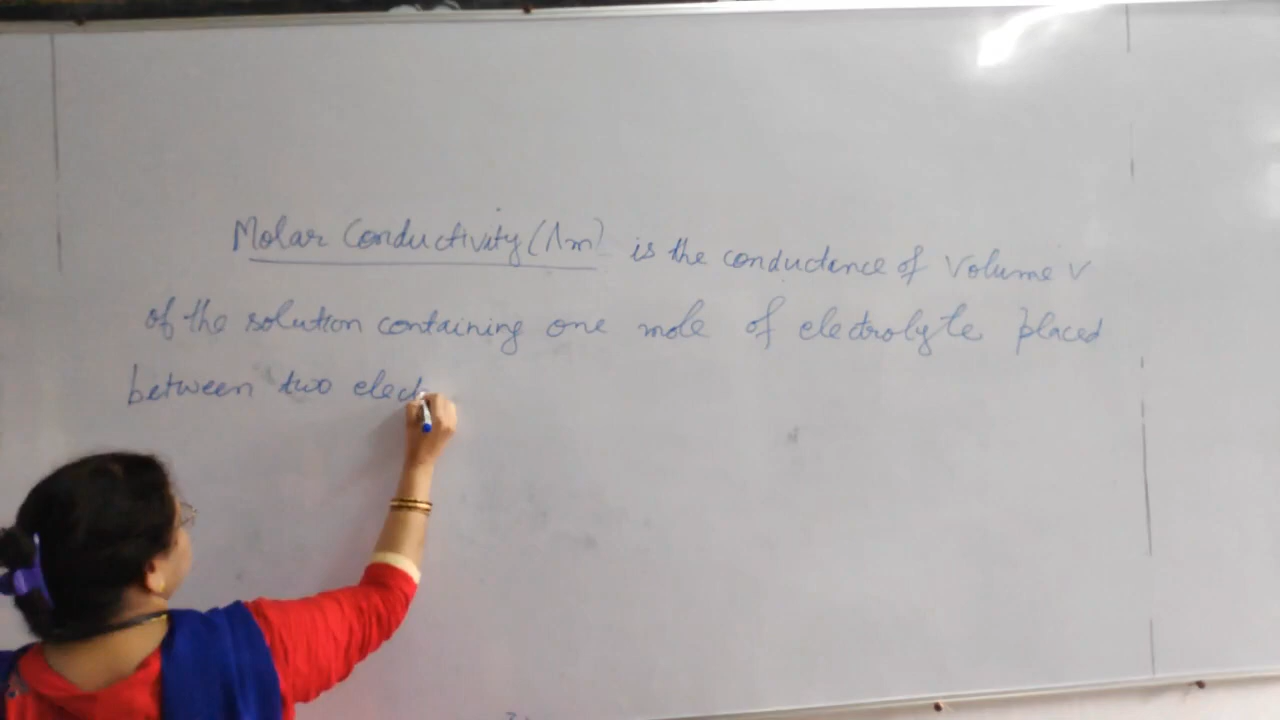 Molar Conductivity (Λm) is the conductance of Volume V
of the solution containing one mole of electrolyte placed
between two elect